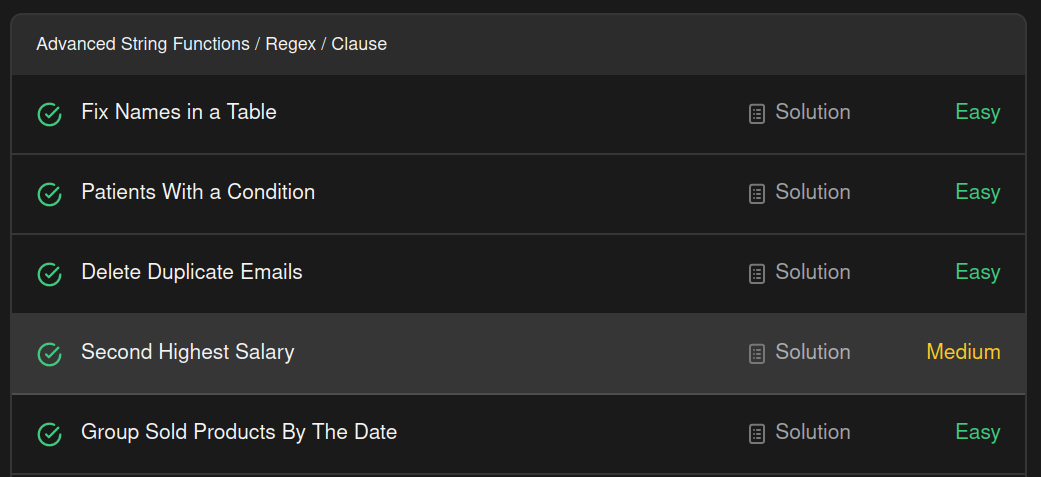 Advanced String Functions / Regex / Clause
Fix Names in a Table Solution Easy
Patients With a Condition Solution Easy
Delete Duplicate Emails Solution Easy
Second Highest Salary Solution Medium
Group Sold Products By The Date Solution Easy